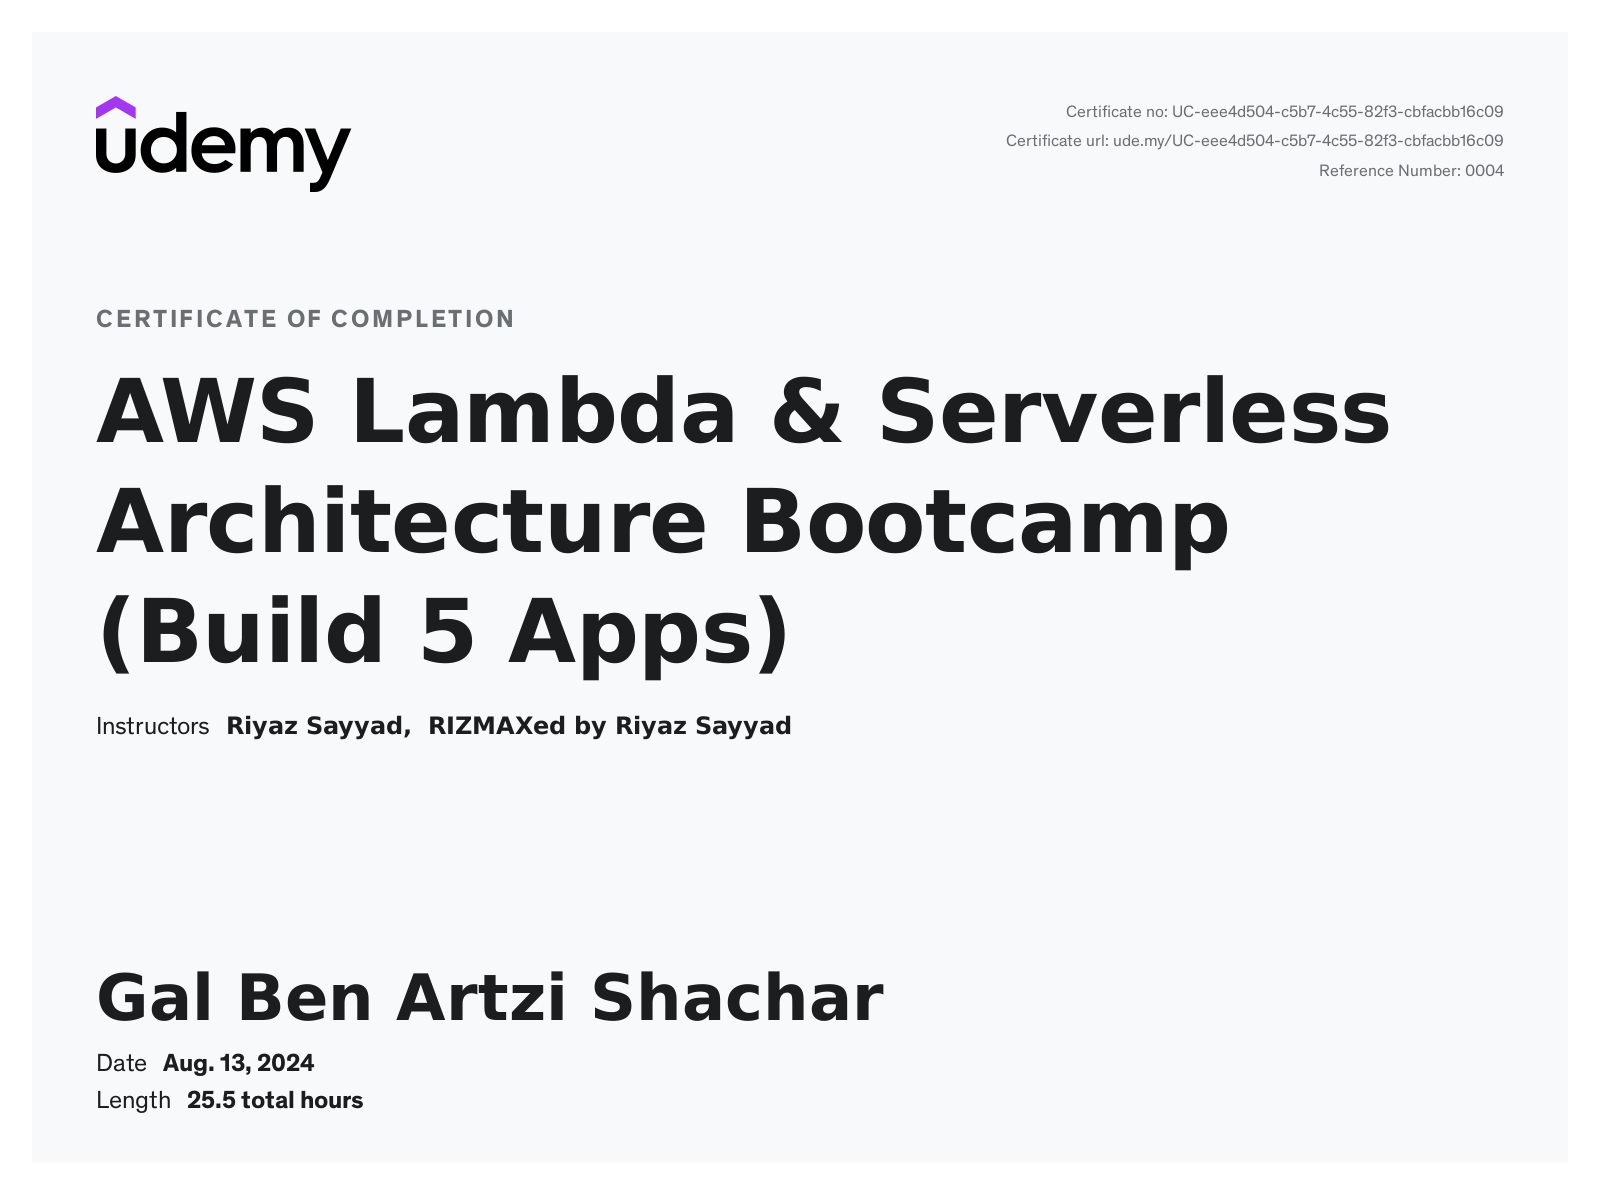 udemy
Certificate no: UC-eee4d504-c5b7-4c55-82f3-cbfacbb16c09
Certificate url: ude.my/UC-eee4d504-c5b7-4c55-82f3-cbfacbb16c09
Reference Number: 0004
CERTIFICATE OF COMPLETION
AWS Lambda & Serverless
Architecture Bootcamp
(Build 5 Apps)
Instructors Riyaz Sayyad, RIZMAXed by Riyaz Sayyad
Gal Ben Artzi Shachar
Date Aug. 13, 2024
Length 25.5 total hours